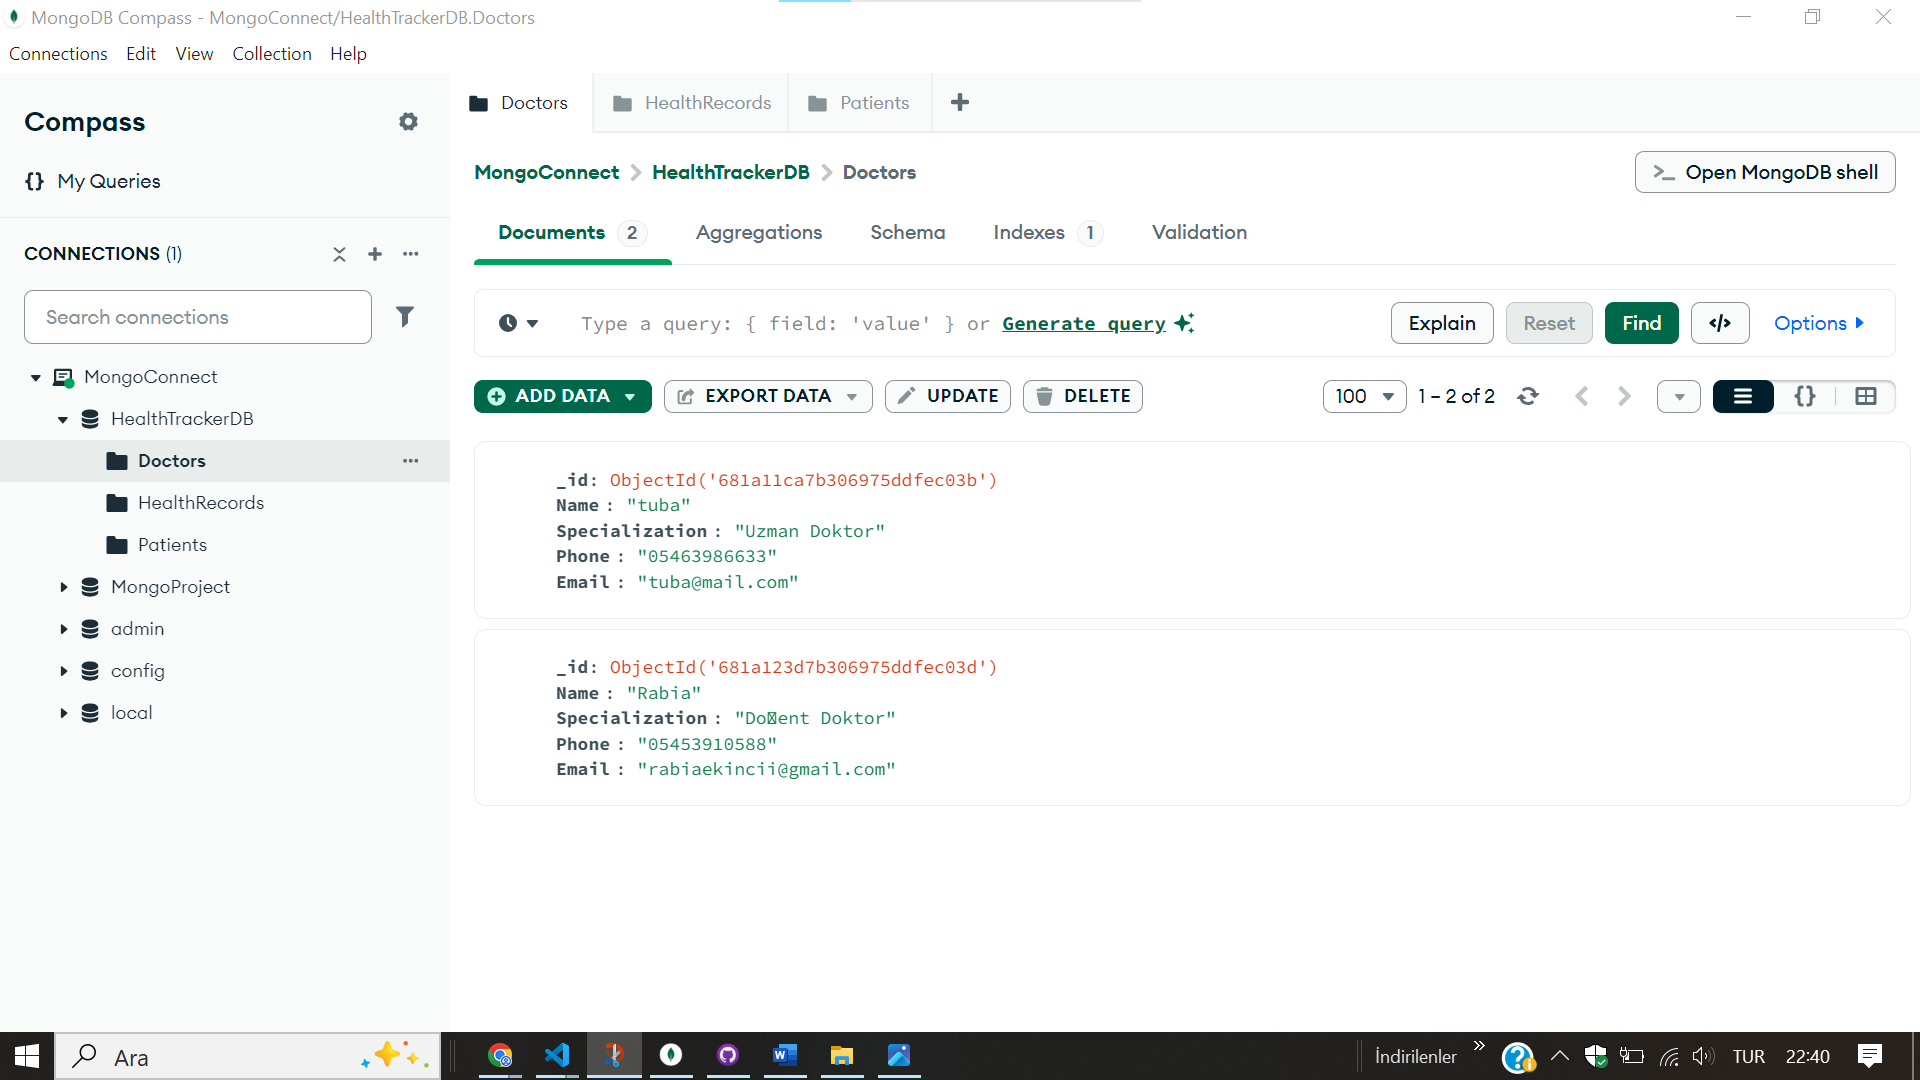 MongoDB Compass - MongoConnect/HealthTrackerDB.Doctors
Connections Edit View Collection Help
Compass
My Queries
CONNECTIONS (1)
Search connections
MongoConnect
HealthTrackerDB
Doctors
HealthRecords
Patients
MongoProject
admin
config
local
Doctors HealthRecords Patients
MongoConnect > HealthTrackerDB > Doctors
>_ Open MongoDB shell
Documents 2 Aggregations Schema Indexes 1 Validation
Type a query: { field: 'value' } or Generate query
Explain Reset Find </> Options
ADD DATA EXPORT DATA UPDATE DELETE
100 1 – 2 of 2 {}
_id: ObjectId('681a11ca7b306975ddfec03b')
Name : "tuba"
Specialization : "Uzman Doktor"
Phone : "05463986633"
Email : "tuba@mail.com"
_id: ObjectId('681a123d7b306975ddfec03d')
Name : "Rabia"
Specialization : "Do▯ent Doktor"
Phone : "05453910588"
Email : "rabiaekincii@gmail.com"
Ara
İndirilenler
TUR 22:40